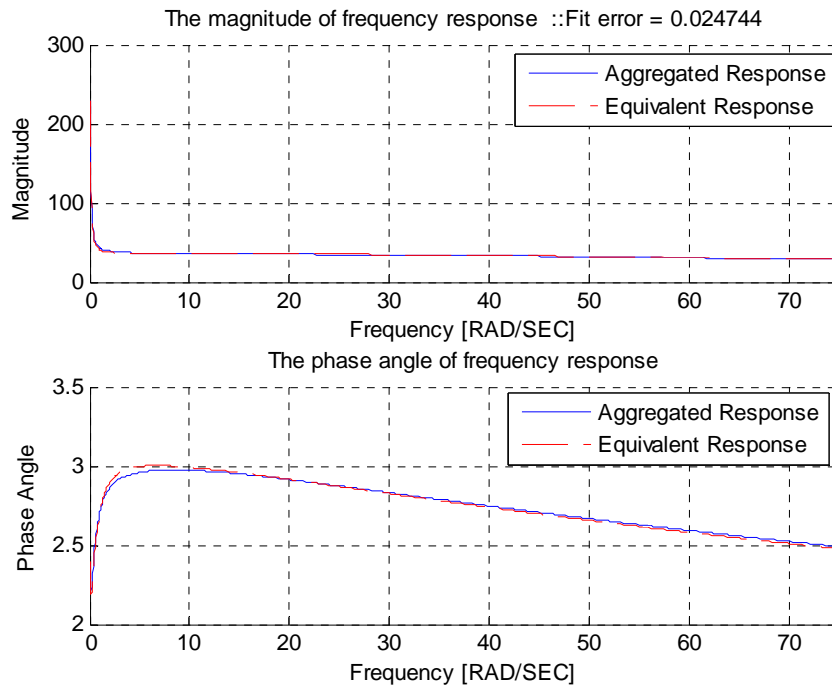 The magnitude of frequency response ::Fit error = 0.024744
300
200
100
0
Magnitude
Aggregated Response
Equivalent Response
0 10 20 30 40 50 60 70
Frequency [RAD/SEC]
The phase angle of frequency response
3.5
3
2.5
2
Phase Angle
Aggregated Response
Equivalent Response
0 10 20 30 40 50 60 70
Frequency [RAD/SEC]